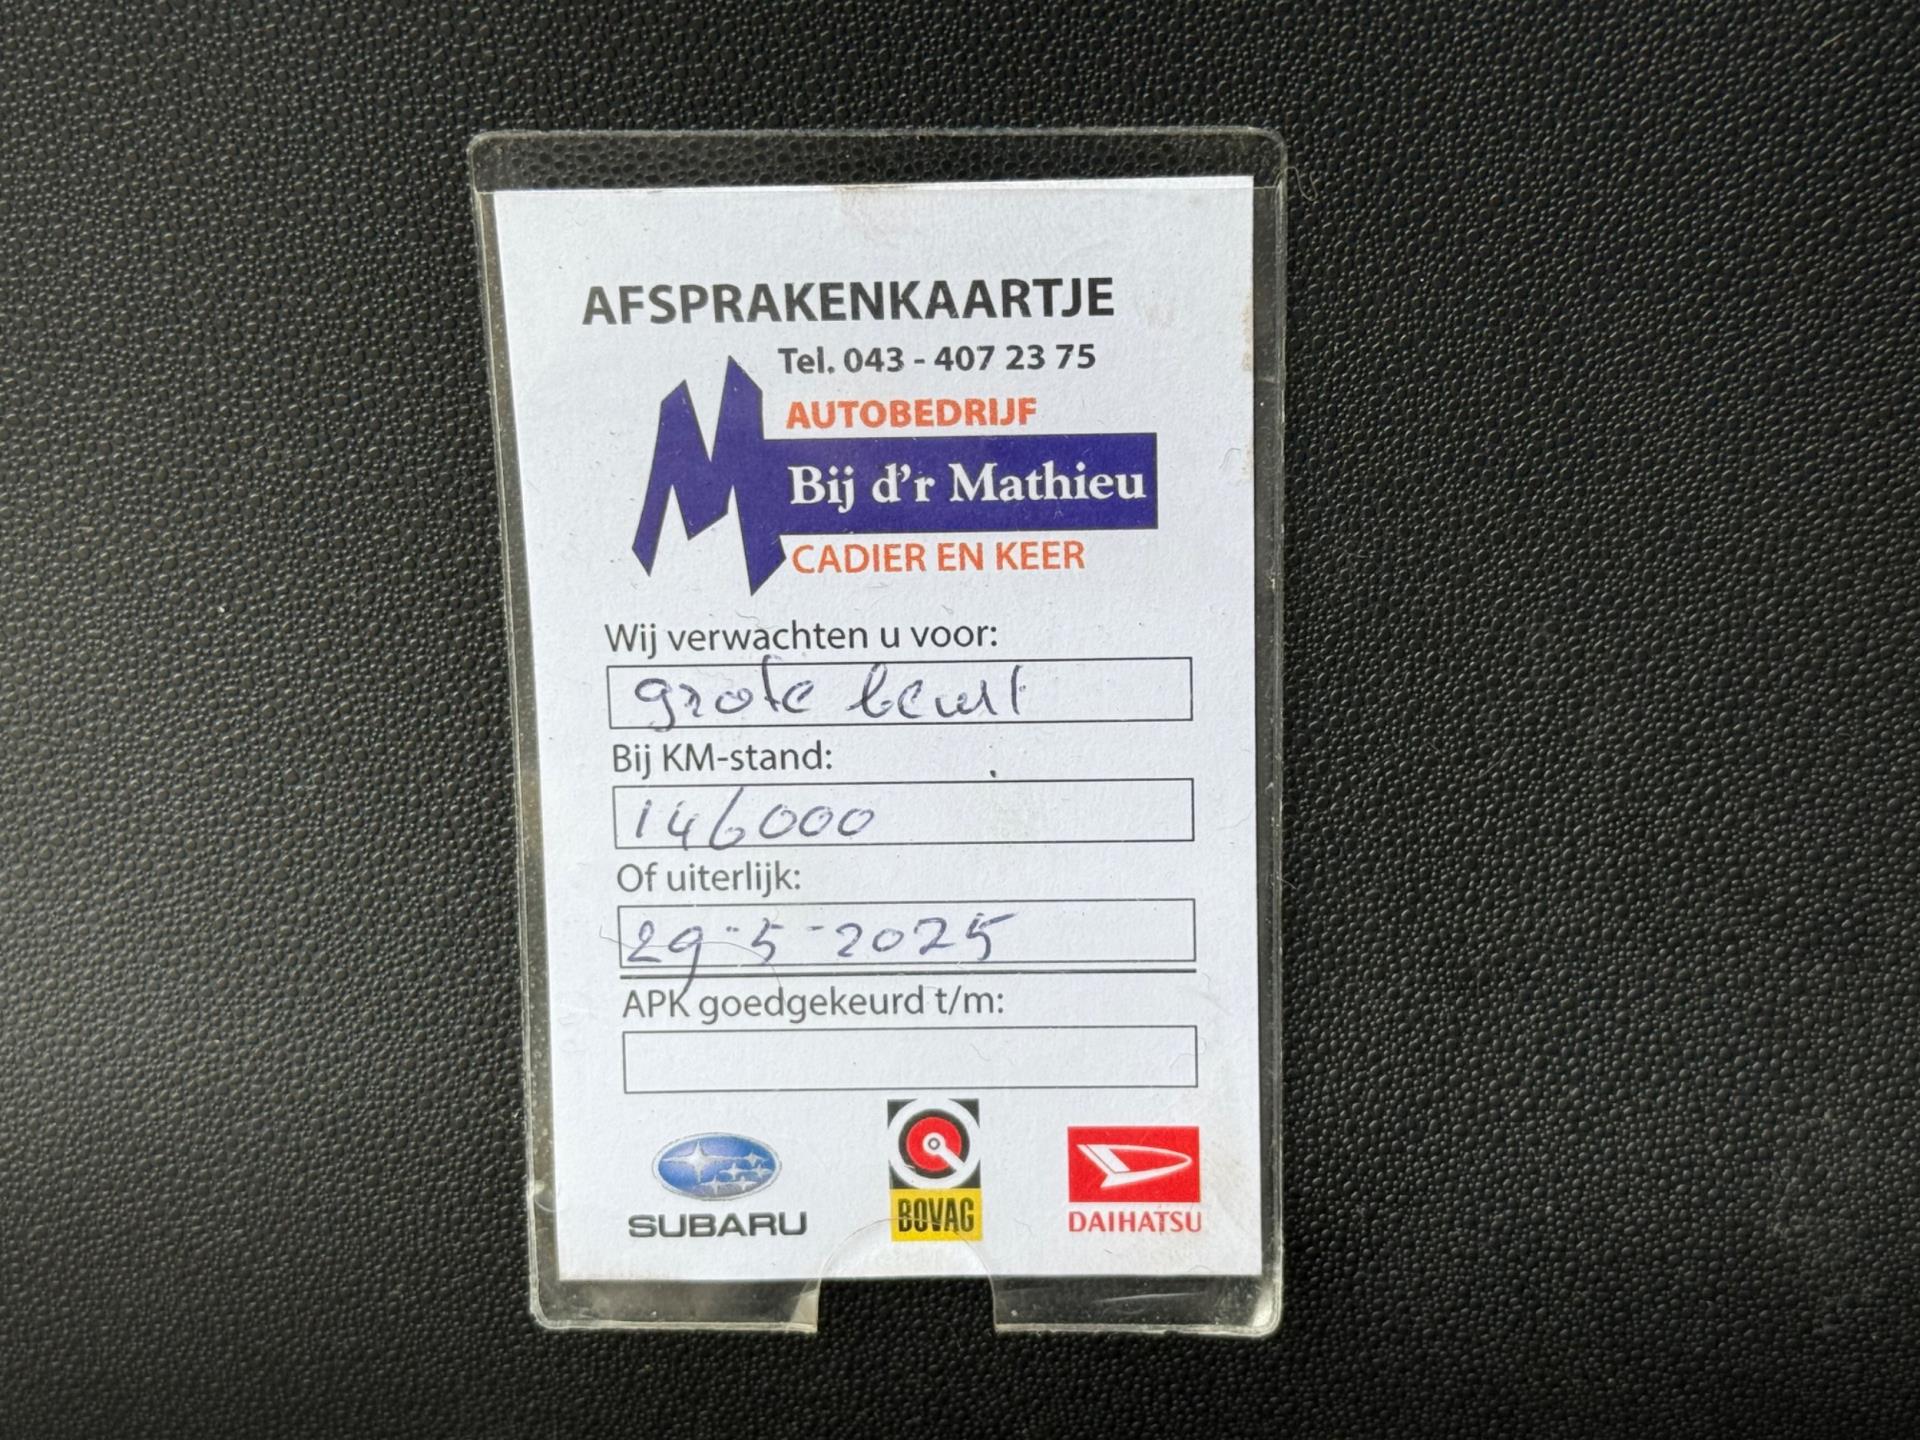 AFSPRAKENKAARTJE
Tel. 043 - 407 23 75
AUTOBEDRIJF
Bij d'r Mathieu
CADIER EN KEER
Wij verwachten u voor:
grote beurt
Bij KM-stand:
146000
Of uiterlijk:
29-5-2025
APK goedgekeurd t/m:
SUBARU BOVAG DAIHATSU